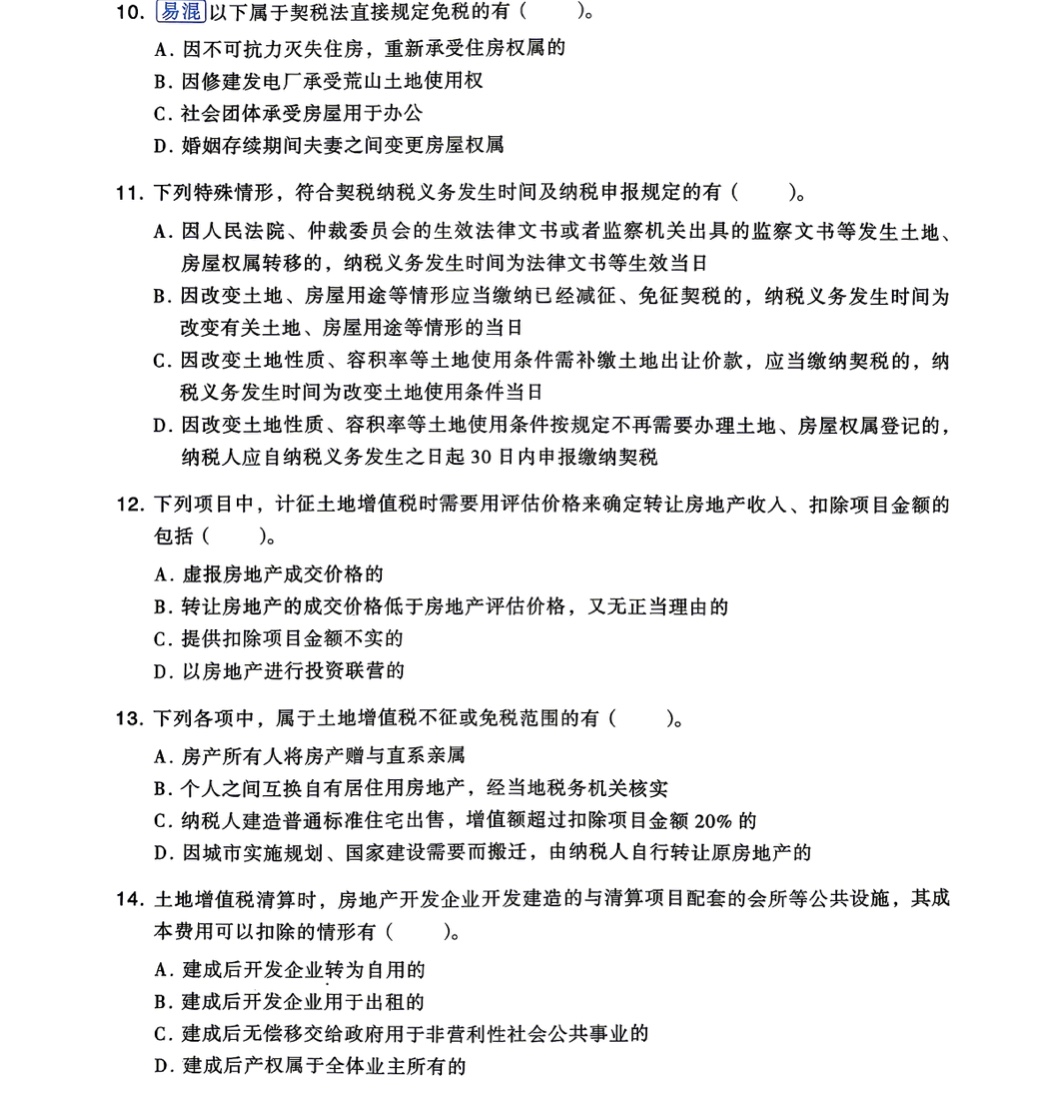 10. 易混 以下属于契税法直接规定免税的有（　　）。
A. 因不可抗力灭失住房，重新承受住房权属的
B. 因修建发电厂承受荒山土地使用权
C. 社会团体承受房屋用于办公
D. 婚姻存续期间夫妻之间变更房屋权属
11. 下列特殊情形，符合契税纳税义务发生时间及纳税申报规定的有（　　）。
A. 因人民法院、仲裁委员会的生效法律文书或者监察机关出具的监察文书等发生土地、
房屋权属转移的，纳税义务发生时间为法律文书等生效当日
B. 因改变土地、房屋用途等情形应当缴纳已经减征、免征契税的，纳税义务发生时间为
改变有关土地、房屋用途等情形的当日
C. 因改变土地性质、容积率等土地使用条件需补缴土地出让价款，应当缴纳契税的，纳
税义务发生时间为改变土地使用条件当日
D. 因改变土地性质、容积率等土地使用条件按规定不再需要办理土地、房屋权属登记的，
纳税人应自纳税义务发生之日起 30 日内申报缴纳契税
12. 下列项目中，计征土地增值税时需要用评估价格来确定转让房地产收入、扣除项目金额的
包括（　　）。
A. 虚报房地产成交价格的
B. 转让房地产的成交价格低于房地产评估价格，又无正当理由的
C. 提供扣除项目金额不实的
D. 以房地产进行投资联营的
13. 下列各项中，属于土地增值税不征或免税范围的有（　　）。
A. 房产所有人将房产赠与直系亲属
B. 个人之间互换自有居住用房地产，经当地税务机关核实
C. 纳税人建造普通标准住宅出售，增值额超过扣除项目金额 20% 的
D. 因城市实施规划、国家建设需要而搬迁，由纳税人自行转让原房地产的
14. 土地增值税清算时，房地产开发企业开发建造的与清算项目配套的会所等公共设施，其成
本费用可以扣除的情形有（　　）。
A. 建成后开发企业转为自用的
B. 建成后开发企业用于出租的
C. 建成后无偿移交给政府用于非营利性社会公共事业的
D. 建成后产权属于全体业主所有的